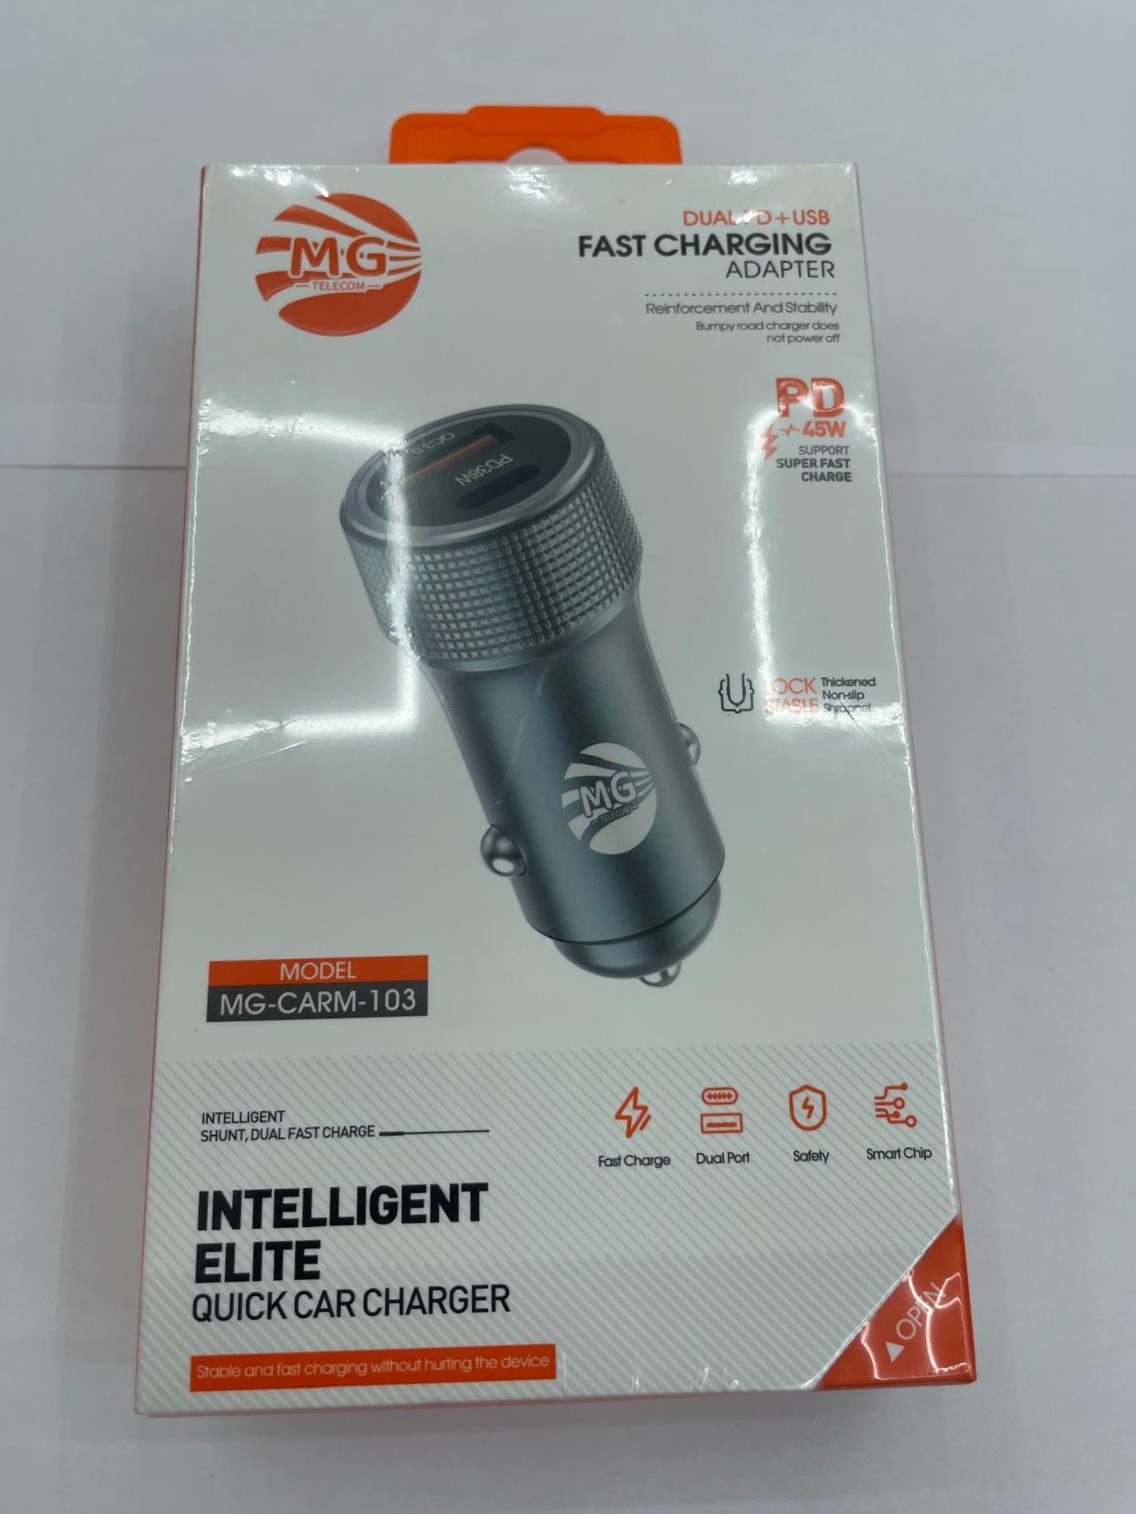 MG
TELECOM
DUAL PD+USB
FAST CHARGING
ADAPTER
Reinforcement And Stability
Bumpy road charger does
not power off
PD
45W
SUPPORT
SUPER FAST
CHARGE
QC3.0
PD38W
LOCK
STABLE
Thickened
Non-slip
Shrapnel
MG
TELECOM
MODEL
MG-CARM-103
INTELLIGENT
SHUNT, DUAL FAST CHARGE
Fast Charge
Dual Port
Safety
Smart Chip
INTELLIGENT
ELITE
QUICK CAR CHARGER
Stable and fast charging without hurting the device
OPEN